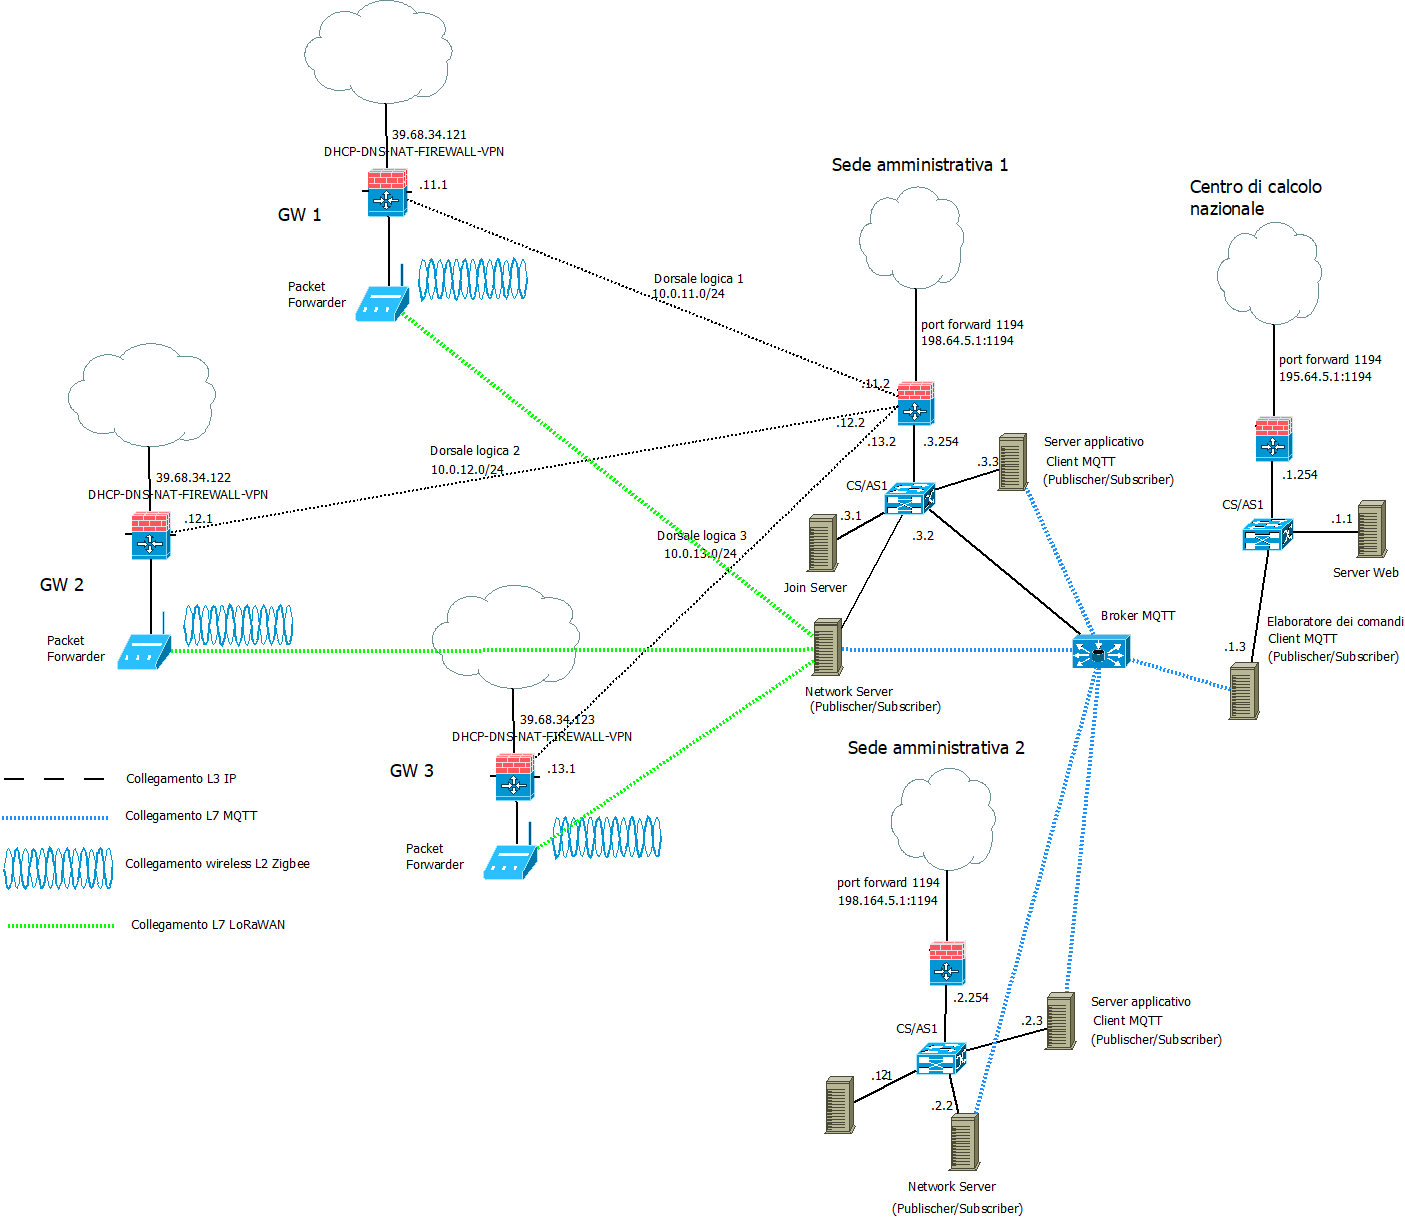 39.68.34.121
DHCP-DNS-NAT-FIREWALL-VPN
.11.1
GW 1
Packet
Forwarder
Dorsale logica 1
10.0.11.0/24
Sede amministrativa 1
port forward 1194
198.64.5.1:1194
.11.2
.12.2
.13.2
.3.254
CS/AS1
.3.3
Server applicativo
Client MQTT
(Publischer/Subscriber)
.3.1
.3.2
Join Server
Centro di calcolo
nazionale
port forward 1194
195.64.5.1:1194
.1.254
CS/AS1
.1.1
Server Web
39.68.34.122
DHCP-DNS-NAT-FIREWALL-VPN
.12.1
GW 2
Packet
Forwarder
Dorsale logica 2
10.0.12.0/24
Dorsale logica 3
10.0.13.0/24
Broker MQTT
Elaboratore dei comandi
Client MQTT
(Publischer/Subscriber)
.1.3
Network Server
(Publischer/Subscriber)
39.68.34.123
DHCP-DNS-NAT-FIREWALL-VPN
.13.1
GW 3
Packet
Forwarder
Collegamento L3 IP
Collegamento L7 MQTT
Collegamento wireless L2 Zigbee
Collegamento L7 LoRaWAN
Sede amministrativa 2
port forward 1194
198.164.5.1:1194
.2.254
CS/AS1
.2.3
Server applicativo
Client MQTT
(Publischer/Subscriber)
.2.2
Network Server
(Publischer/Subscriber)